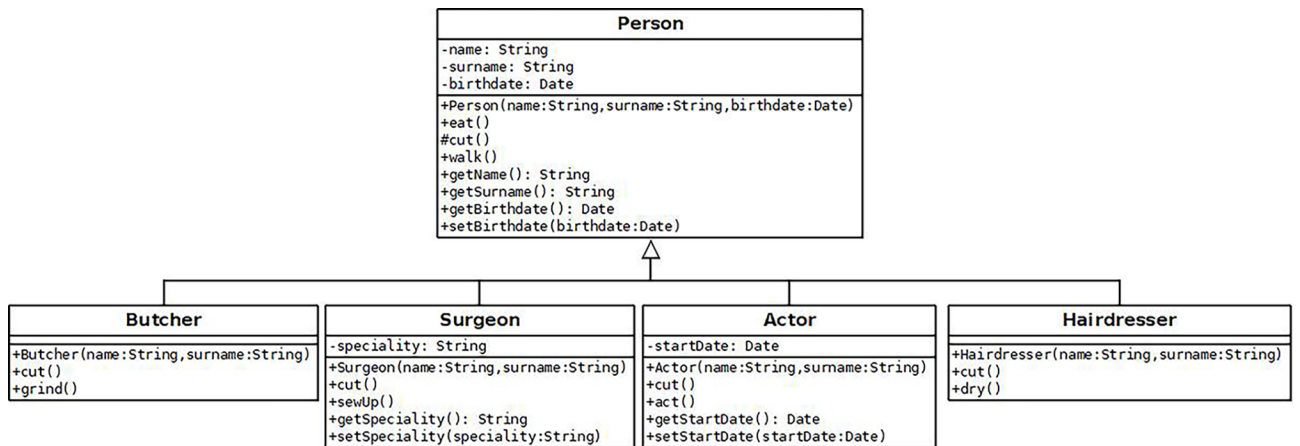 Person
-name: String
-surname: String
-birthdate: Date
+Person(name:String,surname:String,birthdate:Date)
+eat()
#cut()
+walk()
+getName(): String
+getSurname(): String
+getBirthdate(): Date
+setBirthdate(birthdate:Date)
Butcher
+Butcher(name:String,surname:String)
+cut()
+grind()
Surgeon
-speciality: String
+Surgeon(name:String,surname:String)
+cut()
+sewUp()
+getSpeciality(): String
+setSpeciality(speciality:String)
Actor
-startDate: Date
+Actor(name:String,surname:String)
+cut()
+act()
+getStartDate(): Date
+setStartDate(startDate:Date)
Hairdresser
+Hairdresser(name:String,surname:String)
+cut()
+dry()